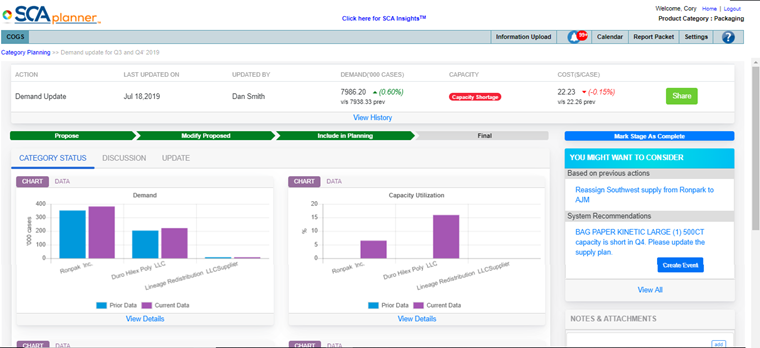 SCA planner™
Click here for SCA Insights™
Welcome, Cory Home | Logout
Product Category : Packaging
COGS Information Upload 99+ Calendar Report Packet Settings ?
Category Planning >> Demand update for Q3 and Q4' 2019
ACTION LAST UPDATED ON UPDATED BY DEMAND('000 CASES) CAPACITY COST($/CASE)
Demand Update Jul 18,2019 Dan Smith 7986.20 (0.60%) Capacity Shortage 22.23 (-0.15%) Share
v/s 7938.33 prev v/s 22.26 prev
View History
Propose Modify Proposed Include in Planning Final Mark Stage As Complete
CATEGORY STATUS DISCUSSION UPDATE
CHART DATA
Demand
400
300
200
100
0
'000 cases
Ronpak Inc.
Duro Hilex Poly LLC
Lineage Redistribution LLCSupplier
Prior Data Current Data
View Details
CHART DATA
Capacity Utilization
20
15
10
5
0
%
Ronpak Inc.
Duro Hilex Poly LLC
Lineage Redistribution LLCSupplier
Prior Data Current Data
View Details
YOU MIGHT WANT TO CONSIDER
Based on previous actions
Reassign Southwest supply from Ronpark to
AJM
System Recommendations
BAG PAPER KINETIC LARGE (1) 500CT
capacity is short in Q4. Please update the
supply plan.
Create Event
View All
NOTES & ATTACHMENTS
add
CHART DATA
CHART DATA